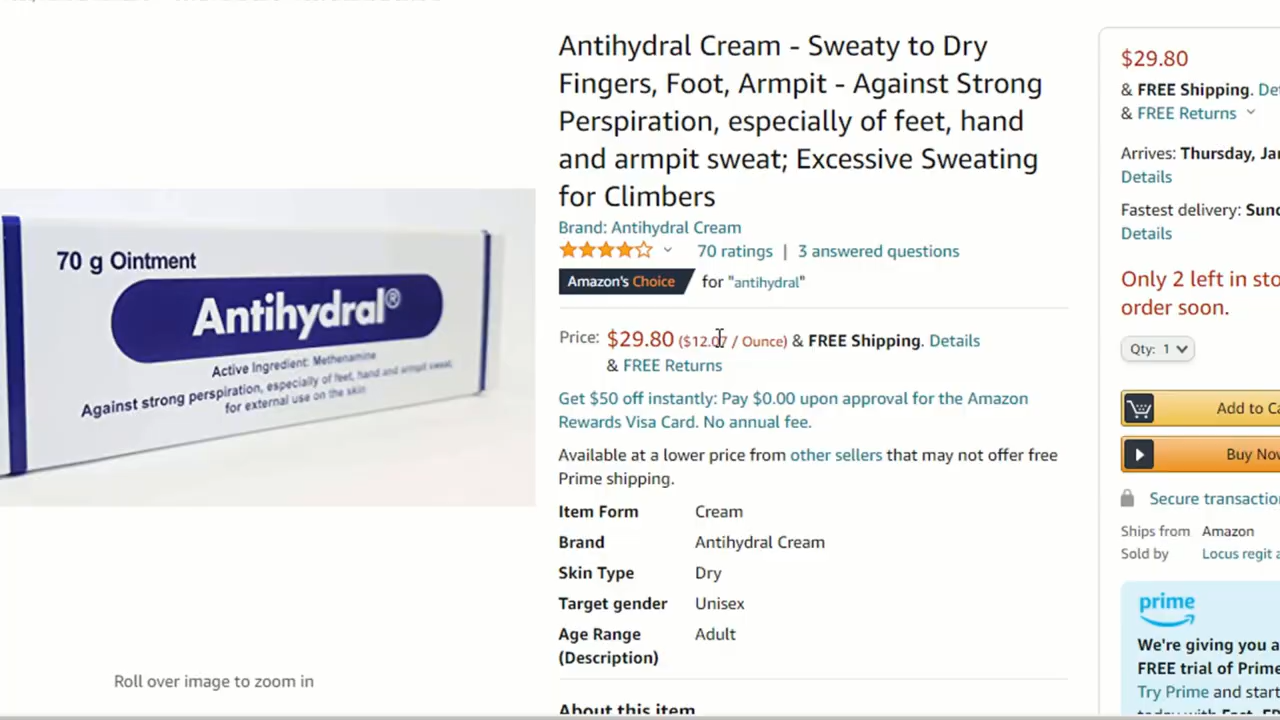 70 g Ointment
Antihydral®
Active Ingredient: Methenamine
Against strong perspiration, especially of feet, hand and armpit sweat,
for external use on the skin
Roll over image to zoom in
Antihydral Cream - Sweaty to Dry
Fingers, Foot, Armpit - Against Strong
Perspiration, especially of feet, hand
and armpit sweat; Excessive Sweating
for Climbers
Brand: Antihydral Cream
70 ratings | 3 answered questions
Amazon's Choice for "antihydral"
Price: $29.80 ($12.07 / Ounce) & FREE Shipping. Details
& FREE Returns
Get $50 off instantly: Pay $0.00 upon approval for the Amazon
Rewards Visa Card. No annual fee.
Available at a lower price from other sellers that may not offer free
Prime shipping.
Item Form Cream
Brand Antihydral Cream
Skin Type Dry
Target gender Unisex
Age Range Adult
(Description)
About this item
$29.80
& FREE Shipping.
& FREE Returns
Arrives: Thursday,
Details
Fastest delivery:
Details
Only 2 left in
order soon.
Qty: 1
Add to
Buy
Secure
Ships from Amazon
Sold by Locus regit
prime
We're giving you a
FREE trial of Prime
Try Prime and start